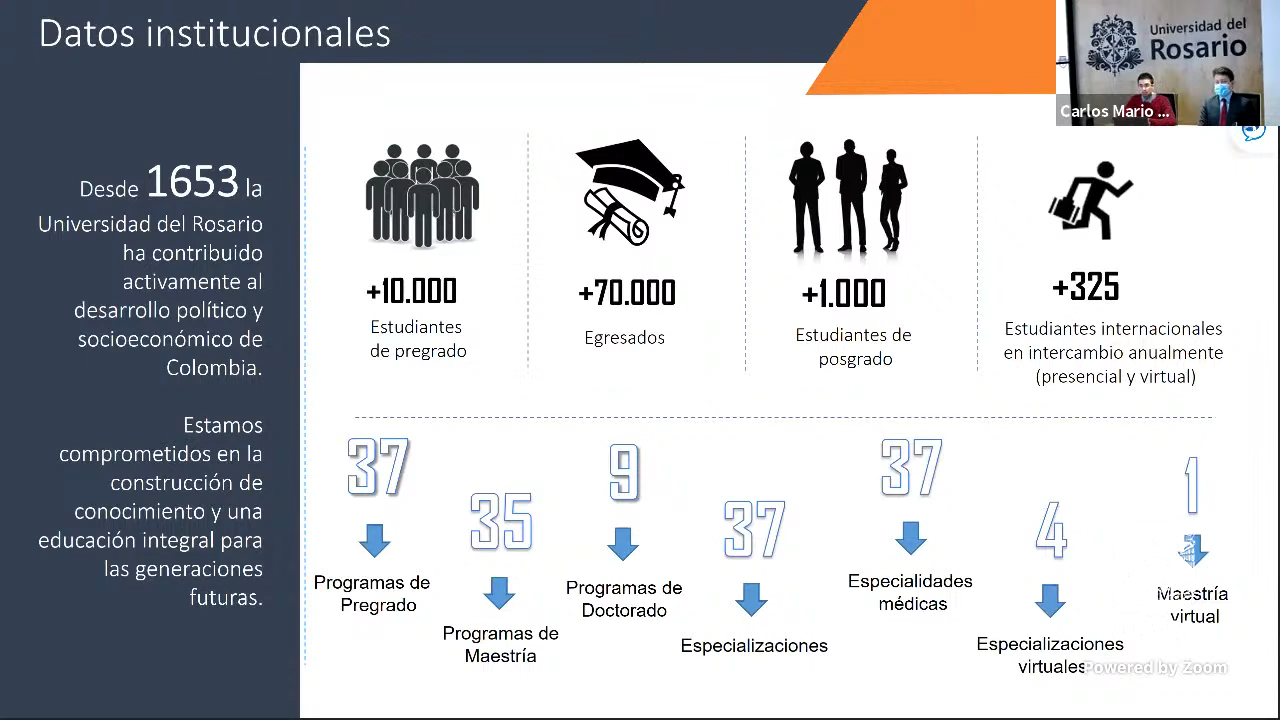 Datos institucionales
Universidad del
Rosario
Carlos Mario ...
Desde 1653 la
Universidad del Rosario
ha contribuido
activamente al
desarrollo político y
socioeconómico de
Colombia.
Estamos
comprometidos en la
construcción de
conocimiento y una
educación integral para
las generaciones
futuras.
+10.000
Estudiantes
de pregrado
+70.000
Egresados
+1.000
Estudiantes de
posgrado
+325
Estudiantes internacionales
en intercambio anualmente
(presencial y virtual)
37
Programas de
Pregrado
35
Programas de
Maestría
9
Programas de
Doctorado
37
Especializaciones
37
Especialidades
médicas
4
Especializaciones
virtuales
1
Maestría
virtual
Powered by Zoom